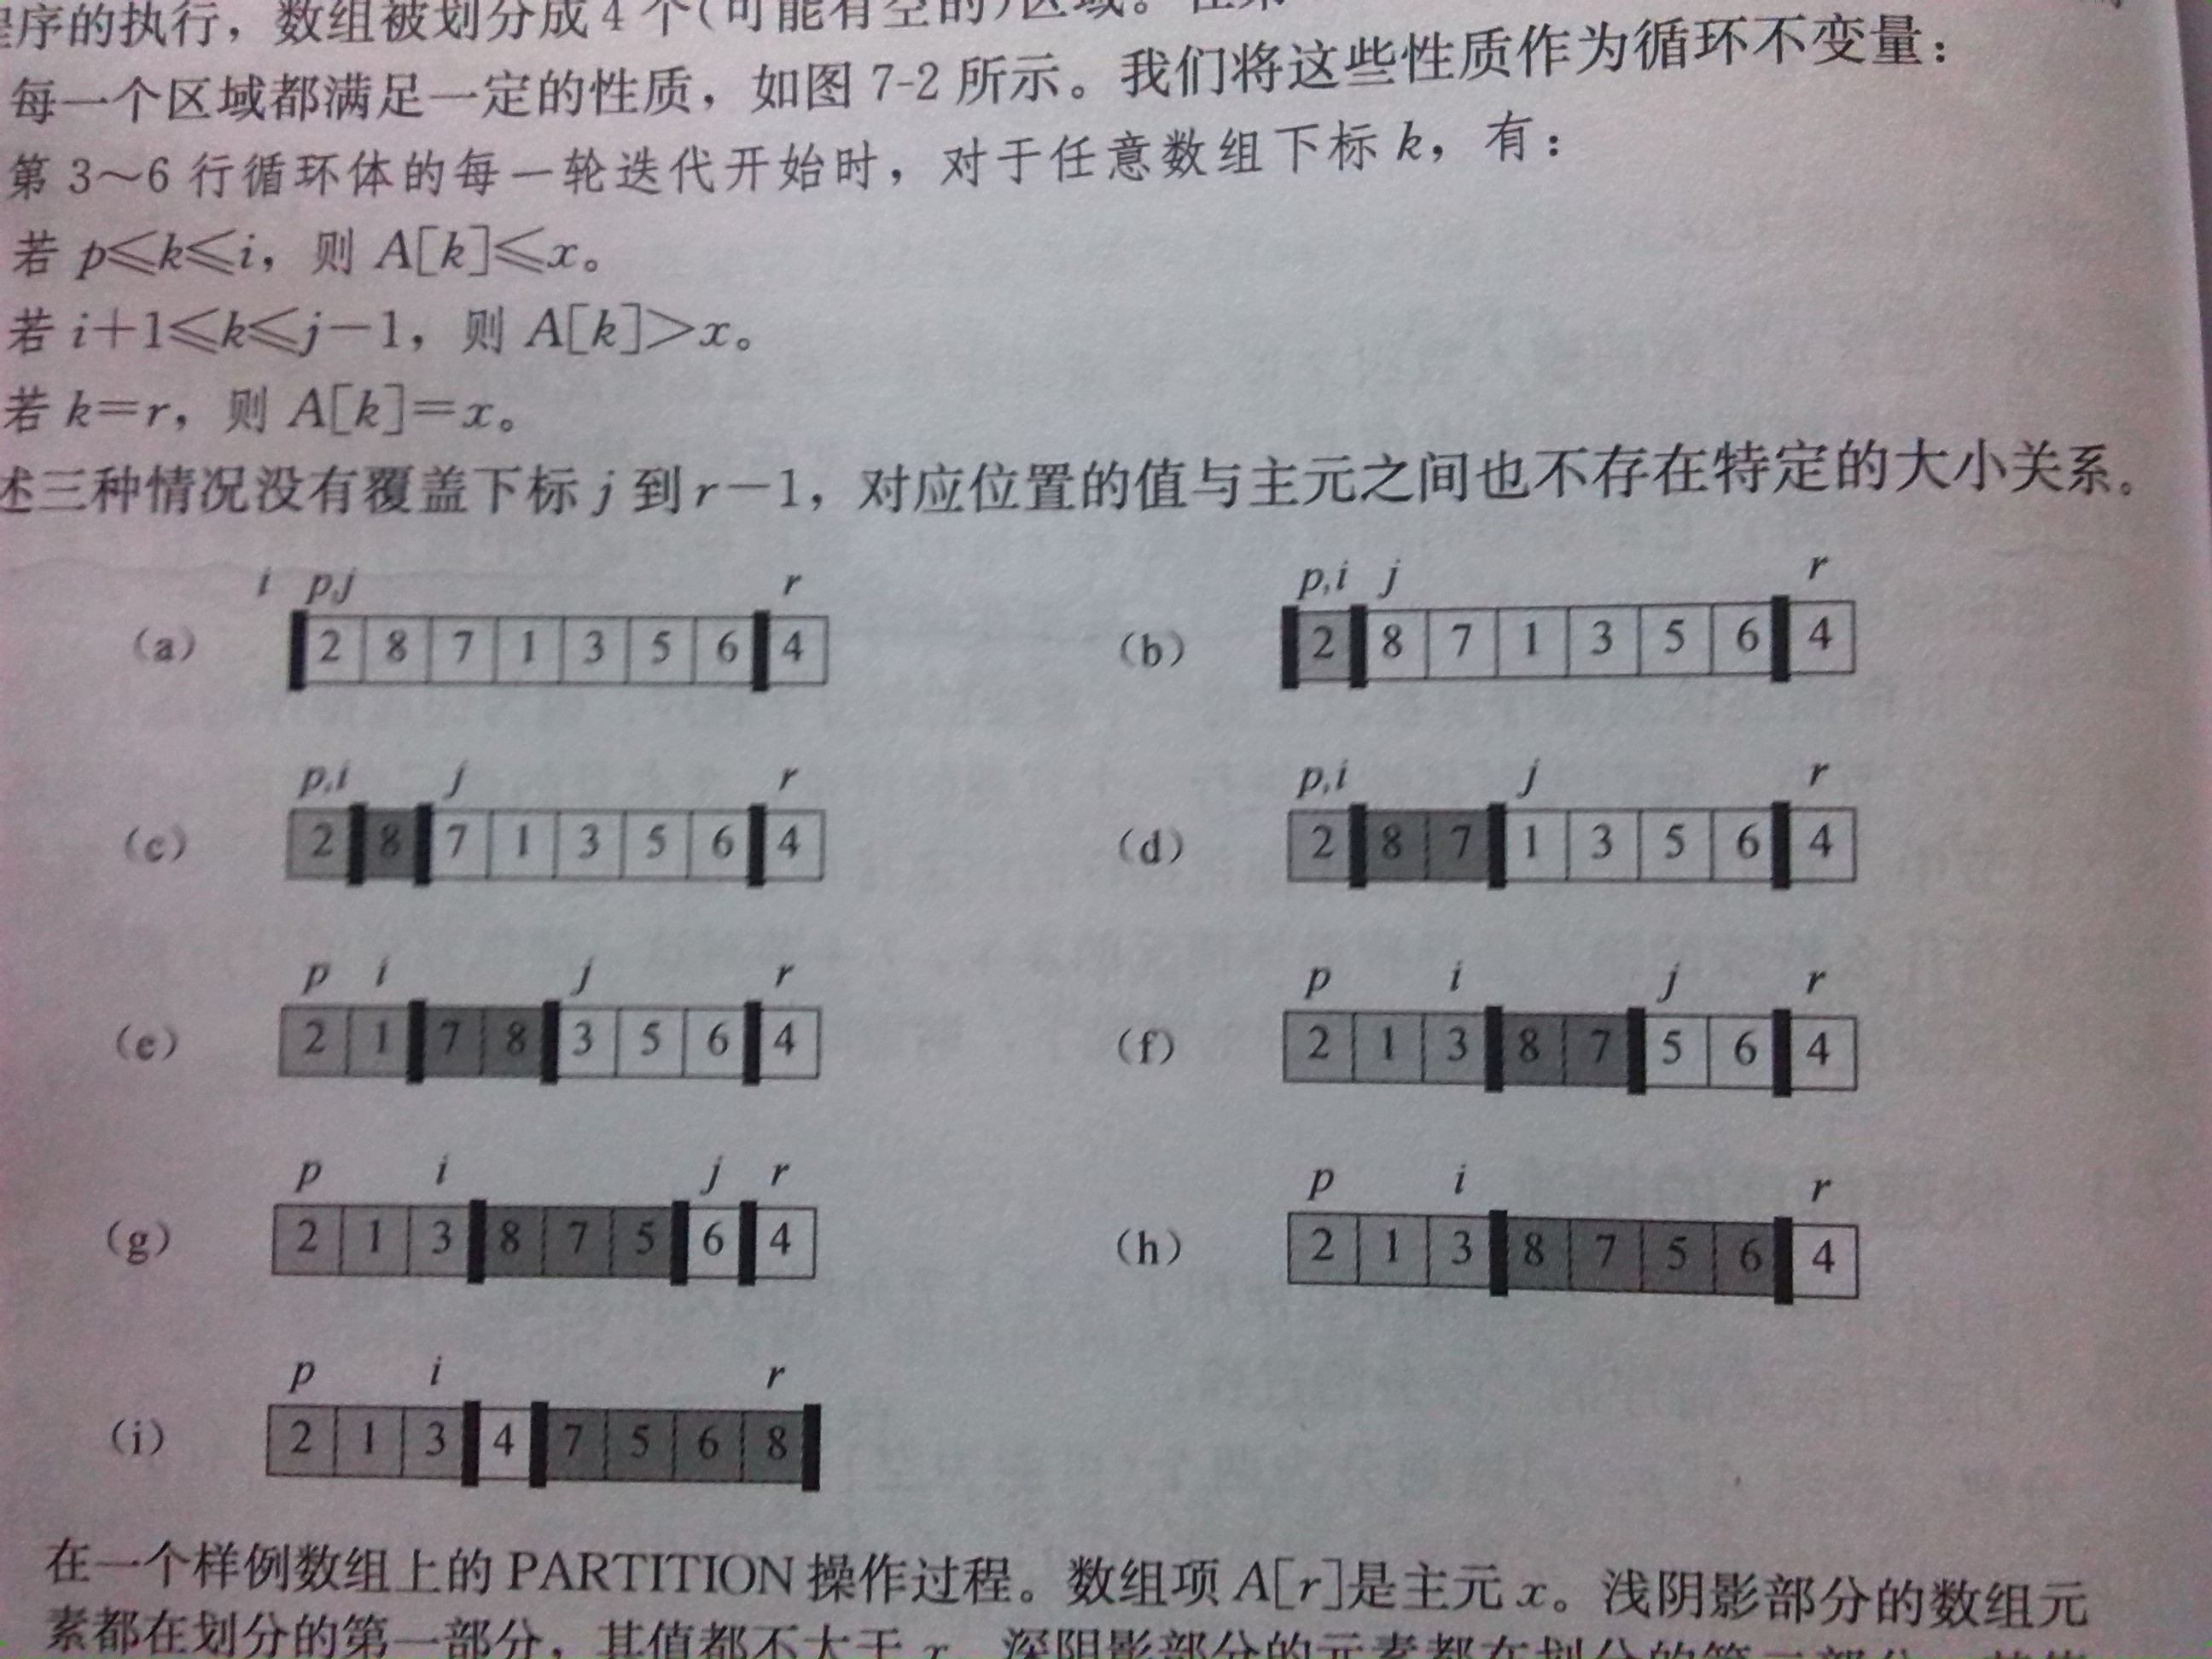 程序的执行，数组被划分成4个(可能有空的)区域。在第
每一个区域都满足一定的性质，如图 7-2 所示。我们将这些性质作为循环不变量：
第 3～6 行循环体的每一轮迭代开始时，对于任意数组下标 k，有：
若 p≤k≤i，则 A[k]≤x。
若 i+1≤k≤j-1，则 A[k]>x。
若 k=r，则 A[k]=x。
述三种情况没有覆盖下标 j 到 r-1，对应位置的值与主元之间也不存在特定的大小关系。
i p,j r
(a) 2 8 7 1 3 5 6 4
p,i j r
(b) 2 8 7 1 3 5 6 4
p,i j r
(c) 2 8 7 1 3 5 6 4
p,i j r
(d) 2 8 7 1 3 5 6 4
p i j r
(e) 2 1 7 8 3 5 6 4
p i j r
(f) 2 1 3 8 7 5 6 4
p i j r
(g) 2 1 3 8 7 5 6 4
p i r
(h) 2 1 3 8 7 5 6 4
p i r
(i) 2 1 3 4 7 5 6 8
在一个样例数组上的 PARTITION 操作过程。数组项 A[r]是主元 x。浅阴影部分的数组元
素都在划分的第一部分，其值都不大于 x。深阴影部分的元素都在划分的第二部分，其值